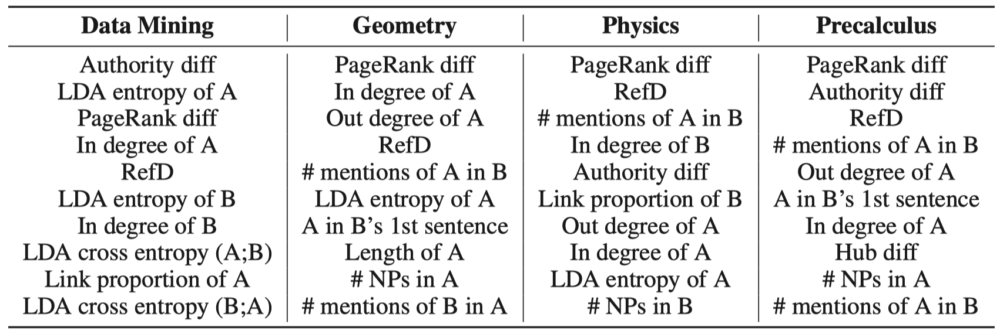 Data Mining Geometry Physics Precalculus
Authority diff PageRank diff PageRank diff PageRank diff
LDA entropy of A In degree of A RefD Authority diff
PageRank diff Out degree of A # mentions of A in B RefD
In degree of A RefD In degree of B # mentions of A in B
RefD # mentions of A in B Authority diff Out degree of A
LDA entropy of B LDA entropy of A Link proportion of B A in B’s 1st sentence
In degree of B A in B’s 1st sentence Out degree of A In degree of A
LDA cross entropy (A;B) Length of A In degree of A Hub diff
Link proportion of A # NPs in A LDA entropy of A # NPs in A
LDA cross entropy (B;A) # mentions of B in A # NPs in B # mentions of A in B